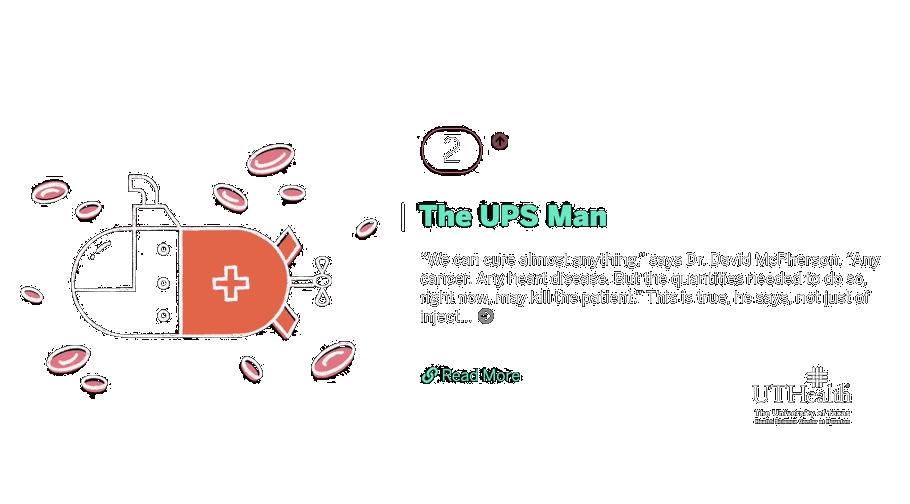 2
The UPS Man
“We can cure almost anything,” says Dr. David McPherson. “Any
cancer. Any heart disease. But the quantities needed to do so,
right now, may kill the patient.” This is true, he says, not just of
inject...
Read More
UTHealth
The University of Texas
Health Science Center at Houston